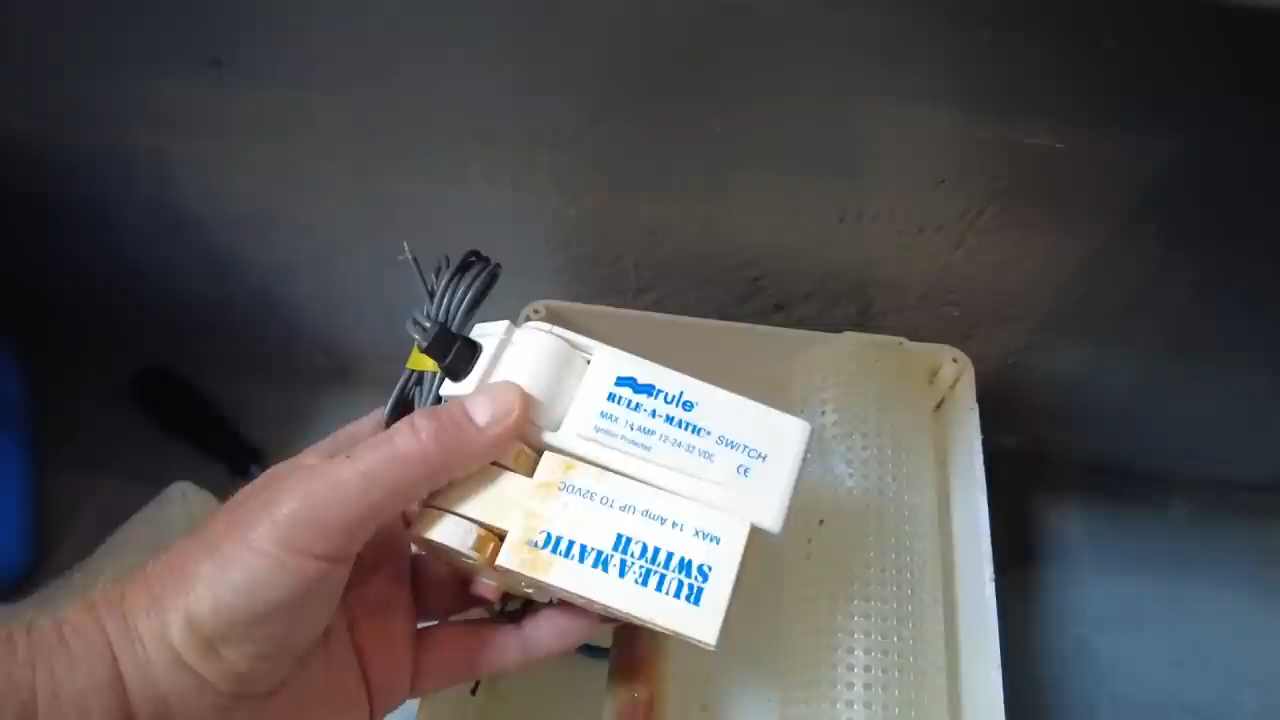 rule
RULE-A-MATIC® SWITCH
MAX. 14 AMP 12-24-32 VDC
Ignition Protected
CE
RULE-A-MATIC
SWITCH
MAX. 14 Amp-UP TO 32VDC